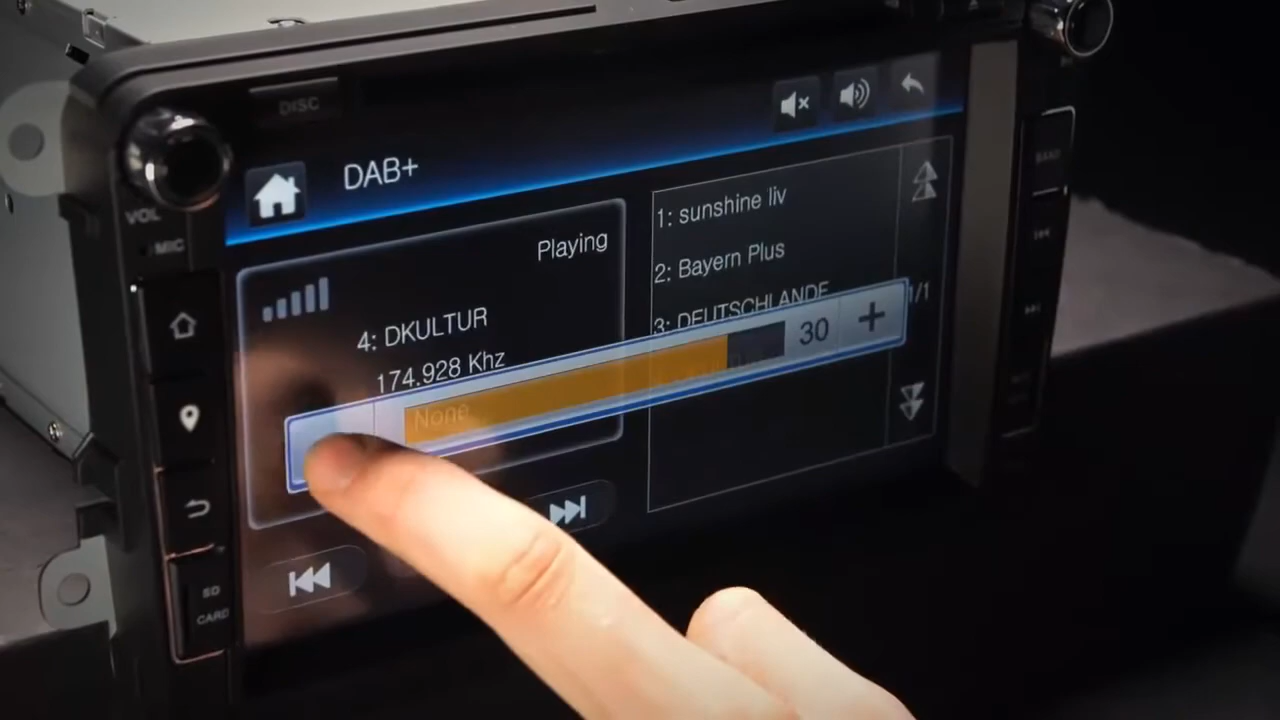 DISC
DAB+
VOL
MIC
Playing
4: DKULTUR
174.928 Khz
None
1: sunshine liv
2: Bayern Plus
3: DEUTSCHLANDE
1/1
30
+
SD
CARD
BAND